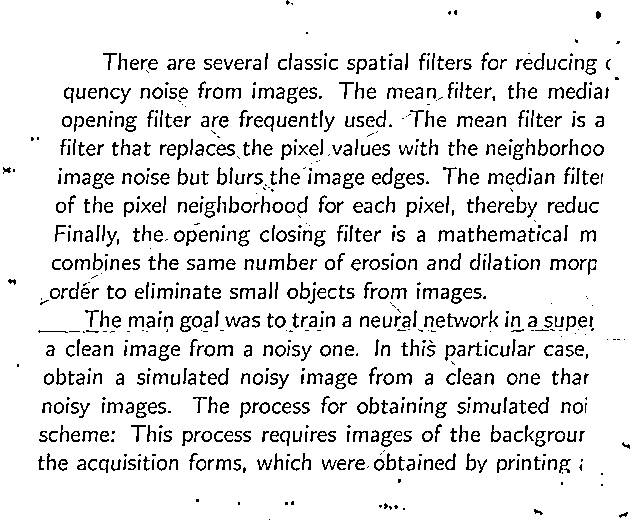 There are several classic spatial filters for reducing
quency noise from images. The mean filter, the median
opening filter are frequently used. The mean filter is a
filter that replaces the pixel values with the neighborhoo
image noise but blurs the image edges. The median filter
of the pixel neighborhood for each pixel, thereby reduc
Finally, the opening closing filter is a mathematical m
combines the same number of erosion and dilation morp
order to eliminate small objects from images.
The main goal was to train a neural network in a super
a clean image from a noisy one. In this particular case,
obtain a simulated noisy image from a clean one than
noisy images. The process for obtaining simulated noi
scheme: This process requires images of the backgroun
the acquisition forms, which were obtained by printing